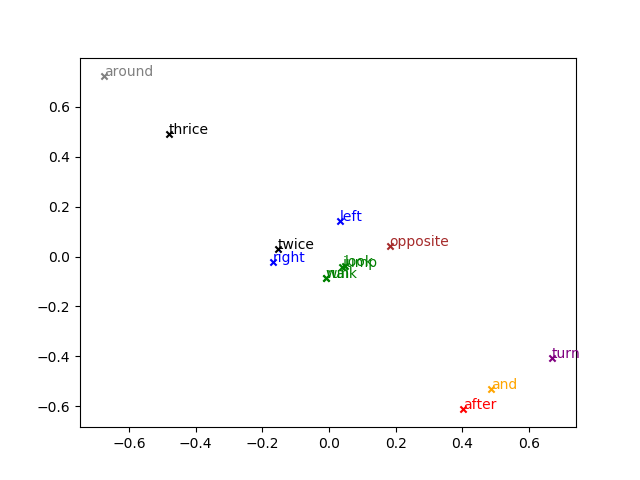 around
0.6
thrice
0.4
left
0.2
opposite
twice
0.0
right
look
jump
walk
−0.2
turn
−0.4
and
after
−0.6
−0.6 −0.4 −0.2 0.0 0.2 0.4 0.6